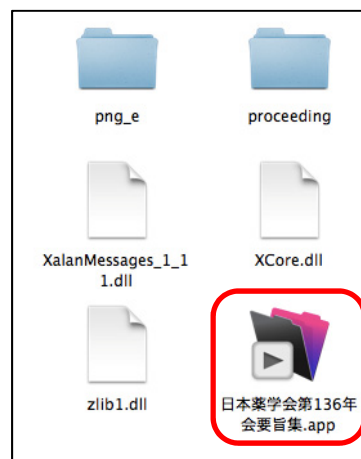 png_e
proceeding
XalanMessages_1_1
1.dll
XCore.dll
zlib1.dll
日本薬学会第136年
会要旨集.app